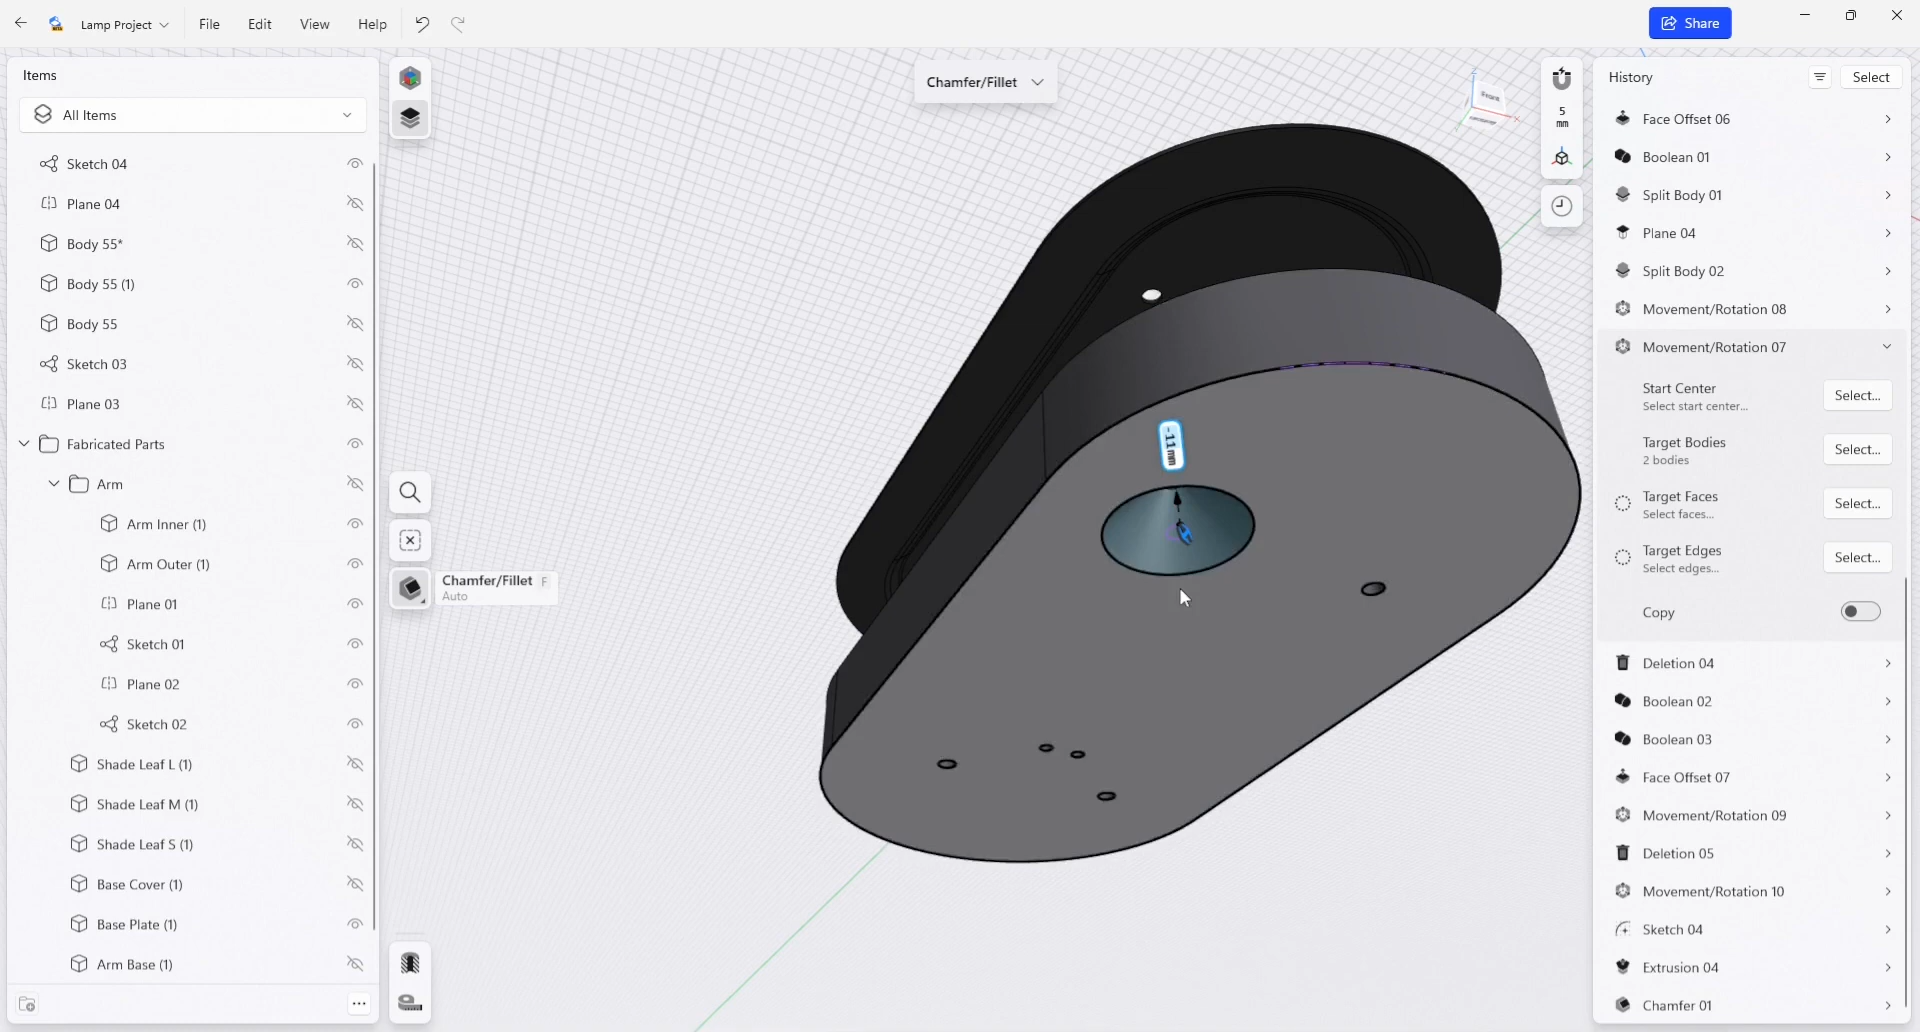 Lamp Project
File
Edit
View
Help
Share
Items
All Items
Sketch 04
Plane 04
Body 55*
Body 55 (1)
Body 55
Sketch 03
Plane 03
Fabricated Parts
Arm
Arm Inner (1)
Arm Outer (1)
Plane 01
Sketch 01
Plane 02
Sketch 02
Shade Leaf L (1)
Shade Leaf M (1)
Shade Leaf S (1)
Base Cover (1)
Base Plate (1)
Arm Base (1)
Chamfer/Fillet F
Auto
Chamfer/Fillet
-11 mm
Z
Front
X
5
mm
History
Select
Face Offset 06
Boolean 01
Split Body 01
Plane 04
Split Body 02
Movement/Rotation 08
Movement/Rotation 07
Start Center
Select start center...
Select...
Target Bodies
2 bodies
Select...
Target Faces
Select faces...
Select...
Target Edges
Select edges...
Select...
Copy
Deletion 04
Boolean 02
Boolean 03
Face Offset 07
Movement/Rotation 09
Deletion 05
Movement/Rotation 10
Sketch 04
Extrusion 04
Chamfer 01